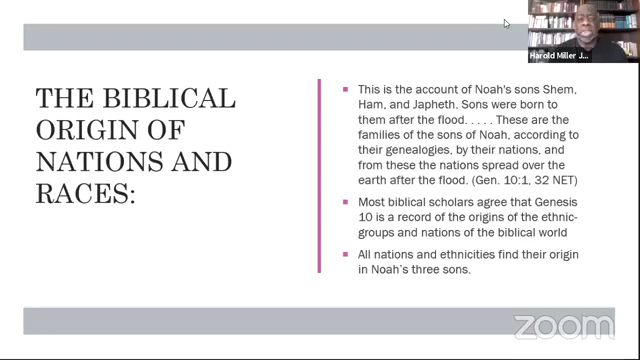 Harold Miller J...
THE BIBLICAL
ORIGIN OF
NATIONS AND
RACES:
This is the account of Noah's sons Shem,
Ham, and Japheth. Sons were born to
them after the flood. . . . . These are the
families of the sons of Noah, according to
their genealogies, by their nations, and
from these the nations spread over the
earth after the flood. (Gen. 10:1, 32 NET)
Most biblical scholars agree that Genesis
10 is a record of the origins of the ethnic-
groups and nations of the biblical world
All nations and ethnicities find their origin
in Noah's three sons.
zoom